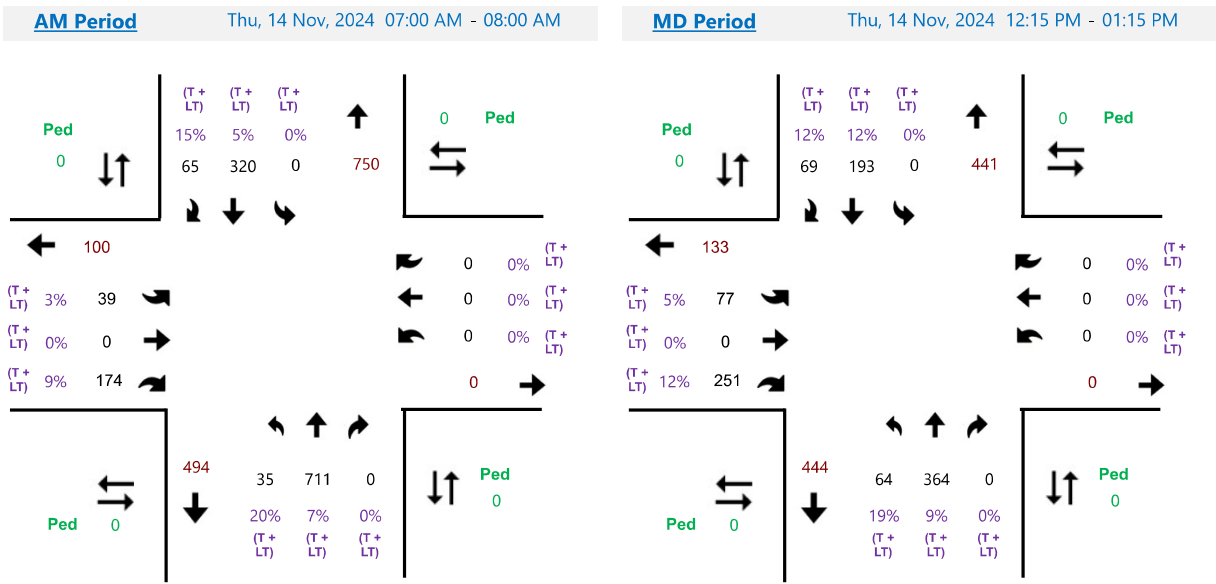 AM Period Thu, 14 Nov, 2024 07:00 AM - 08:00 AM
(T + LT) (T + LT) (T + LT)
Ped 15% 5% 0% 0 Ped
0 65 320 0 750
100
0 0% (T + LT)
(T + LT) 3% 39 0 0%
(T + LT) 0% 0 0 0% (T + LT)
(T + LT) 9% 174 0
494 35 711 0 Ped
0
Ped 0 20% 7% 0%
(T + LT) (T + LT) (T + LT)
MD Period Thu, 14 Nov, 2024 12:15 PM - 01:15 PM
(T + LT) (T + LT) (T + LT)
Ped 12% 12% 0% 0 Ped
0 69 193 0 441
133
0 0% (T + LT)
(T + LT) 5% 77 0 0%
(T + LT) 0% 0 0 0% (T + LT)
(T + LT) 12% 251 0
444 64 364 0 Ped
0
Ped 0 19% 9% 0%
(T + LT) (T + LT) (T + LT)